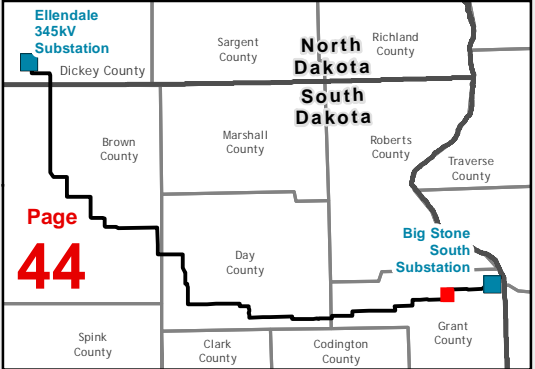 Ellendale
345kV
Substation
Dickey County
Sargent
County
North
Dakota
Richland
County
South
Dakota
Brown
County
Marshall
County
Roberts
County
Traverse
County
Page
44
Day
County
Big Stone
South
Substation
Grant
County
Spink
County
Clark
County
Codington
County